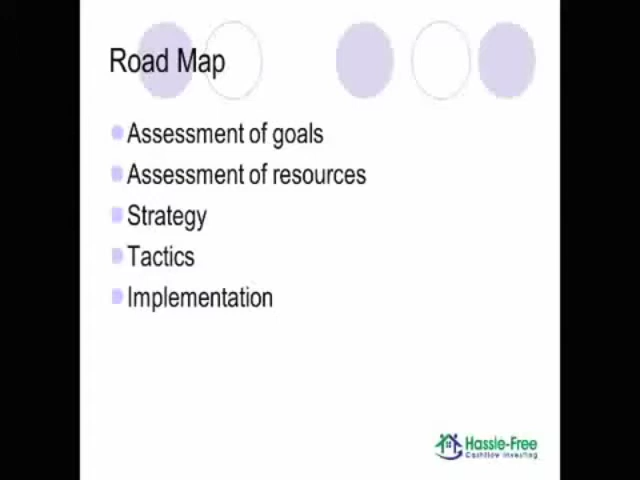 Road Map
Assessment of goals
Assessment of resources
Strategy
Tactics
Implementation
Hassle-Free
Cashflow Investing